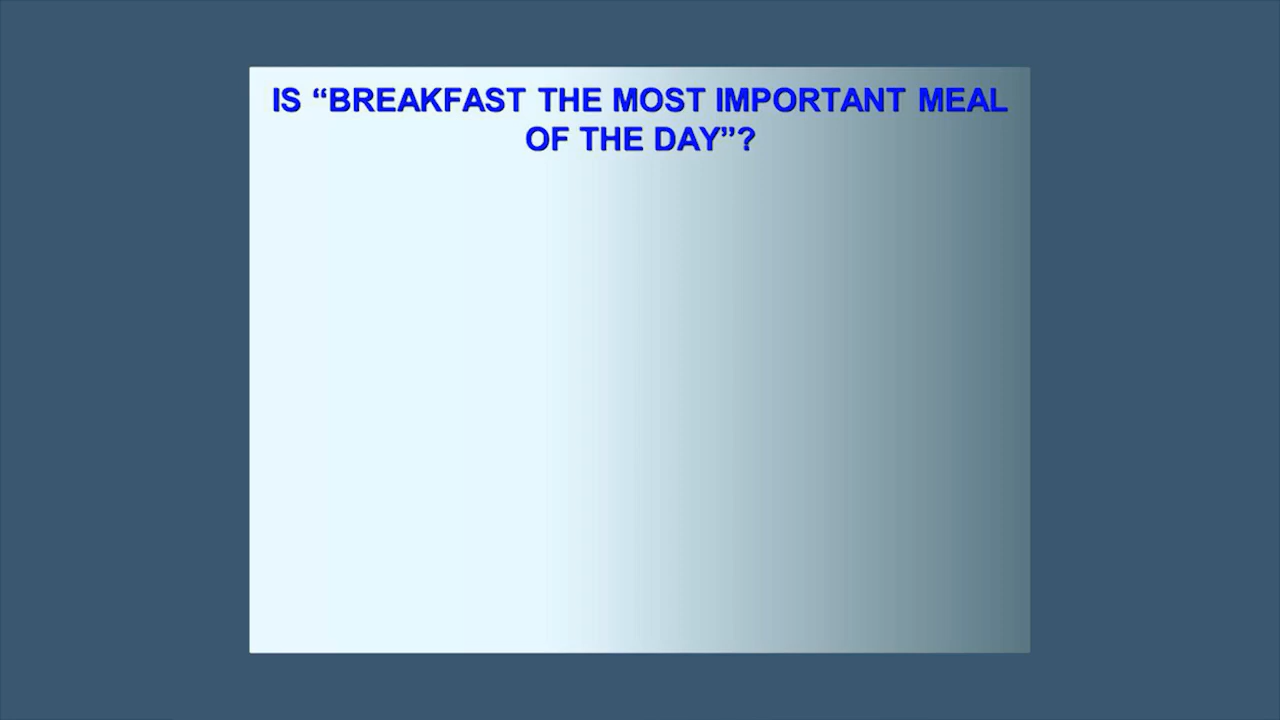 IS “BREAKFAST THE MOST IMPORTANT MEAL
OF THE DAY”?